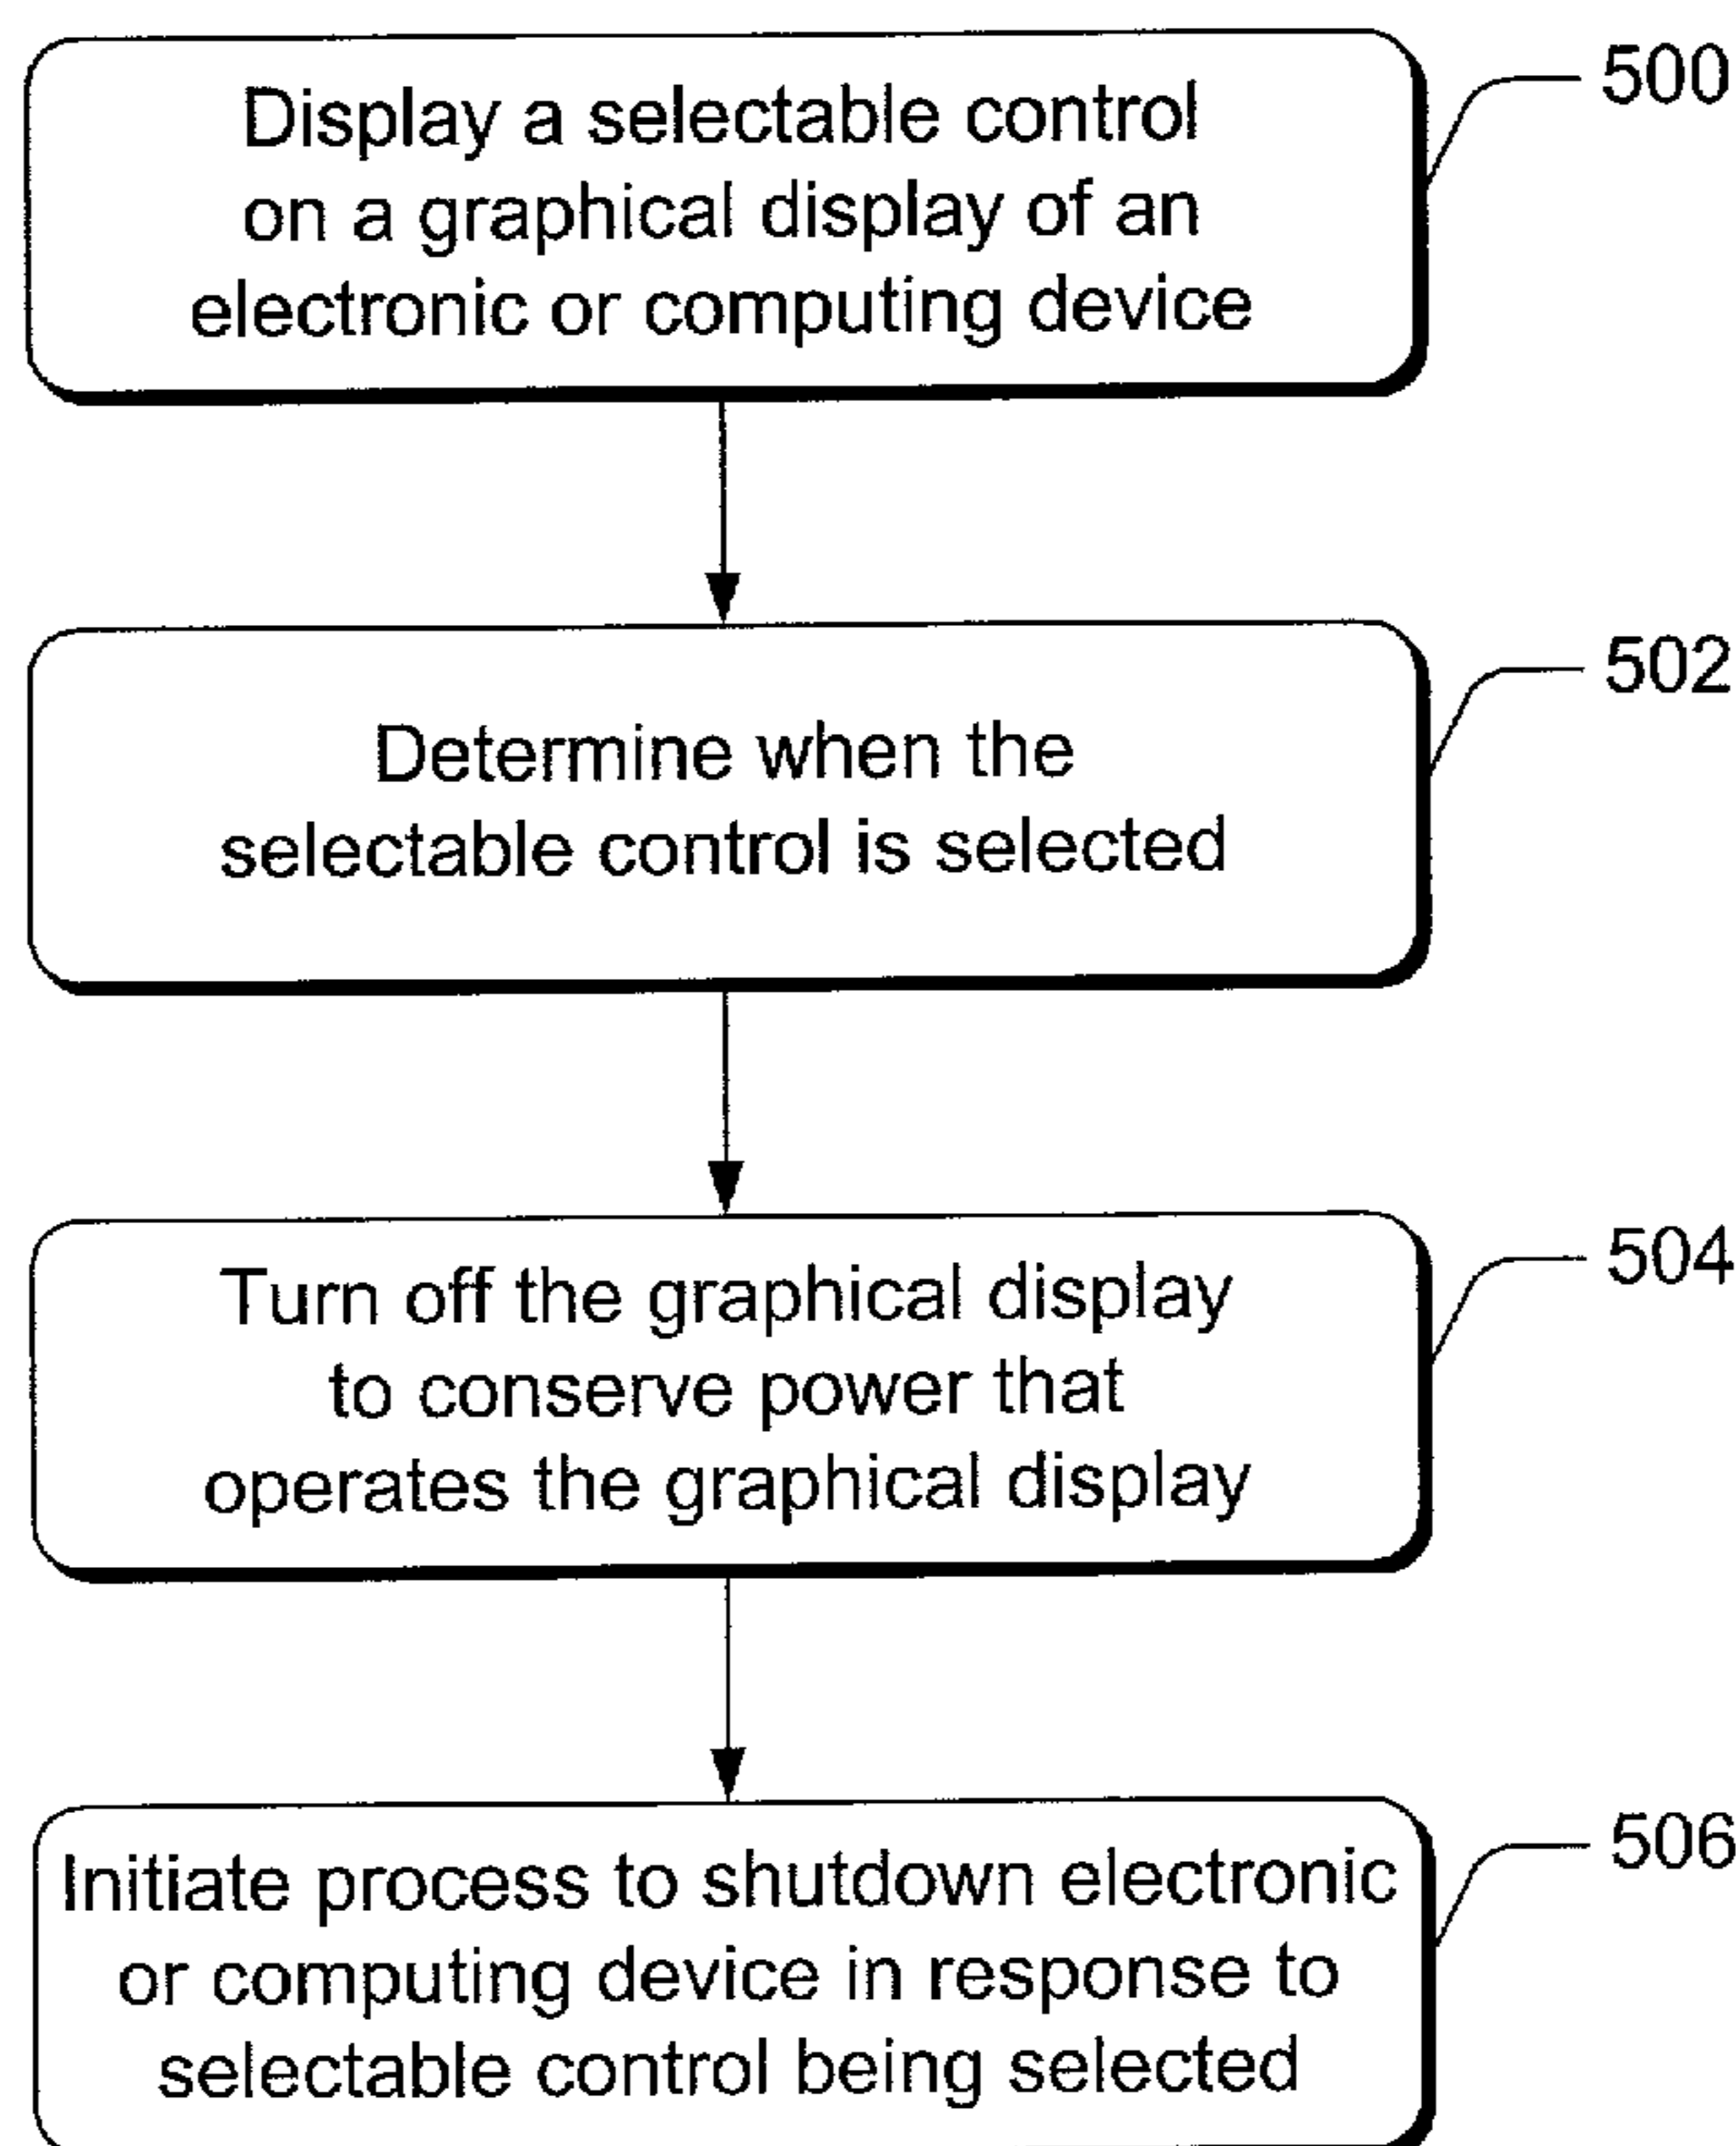 Display a selectable control
on a graphical display of an
electronic or computing device
500
Determine when the
selectable control is selected
502
Turn off the graphical display
to conserve power that
operates the graphical display
504
Initiate process to shutdown electronic
or computing device in response to
selectable control being selected
506